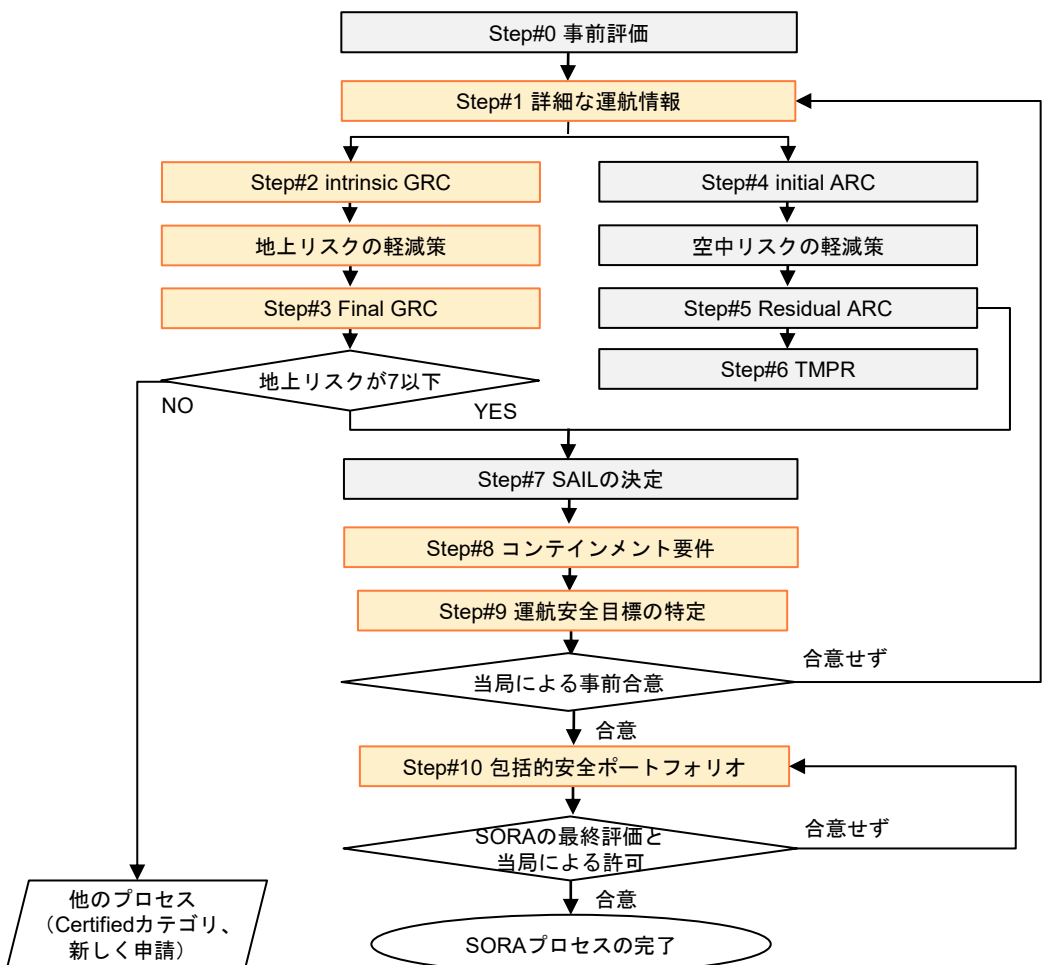 Step#0 事前評価
Step#1 詳細な運航情報
Step#2 intrinsic GRC
Step#4 initial ARC
地上リスクの軽減策
空中リスクの軽減策
Step#3 Final GRC
Step#5 Residual ARC
地上リスクが7以下
Step#6 TMPR
NO
YES
Step#7 SAILの決定
Step#8 コンテインメント要件
Step#9 運航安全目標の特定
合意せず
当局による事前合意
合意
Step#10 包括的安全ポートフォリオ
合意せず
SORAの最終評価と
当局による許可
合意
他のプロセス
（Certifiedカテゴリ、
新しく申請）
SORAプロセスの完了